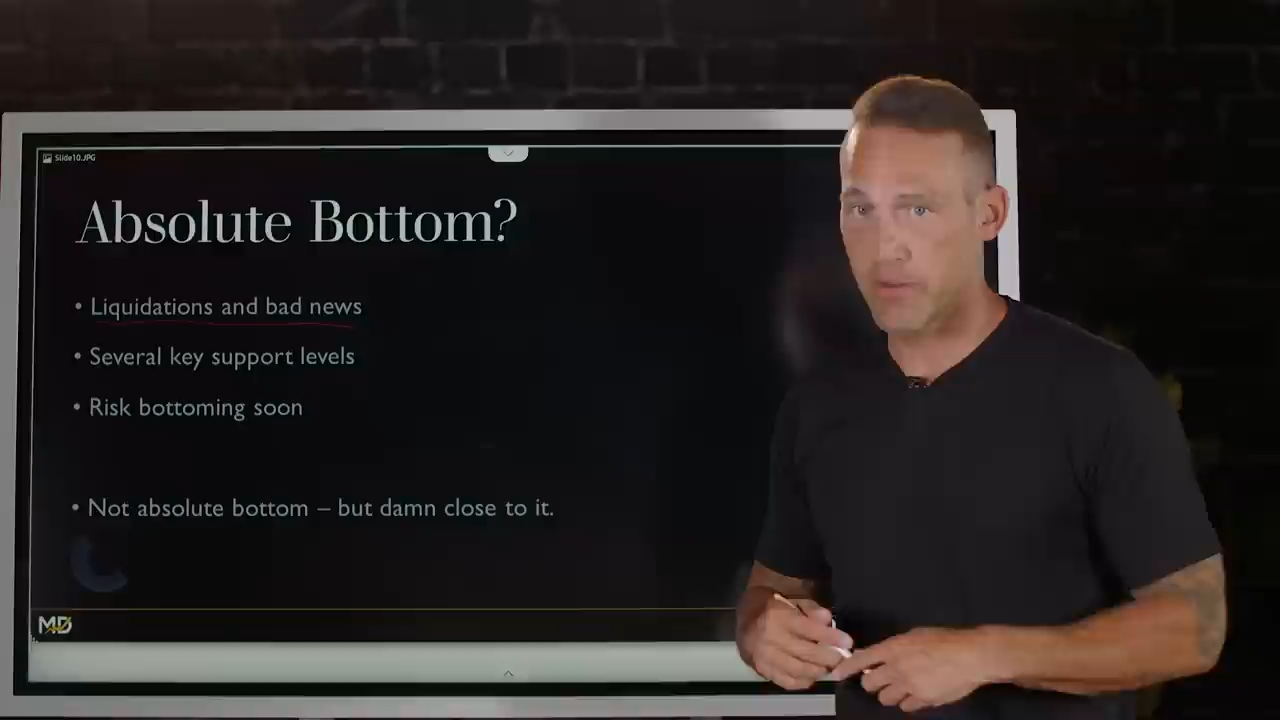 Slide10.JPG
Absolute Bottom?
• Liquidations and bad news
• Several key support levels
• Risk bottoming soon
• Not absolute bottom – but damn close to it.
MD